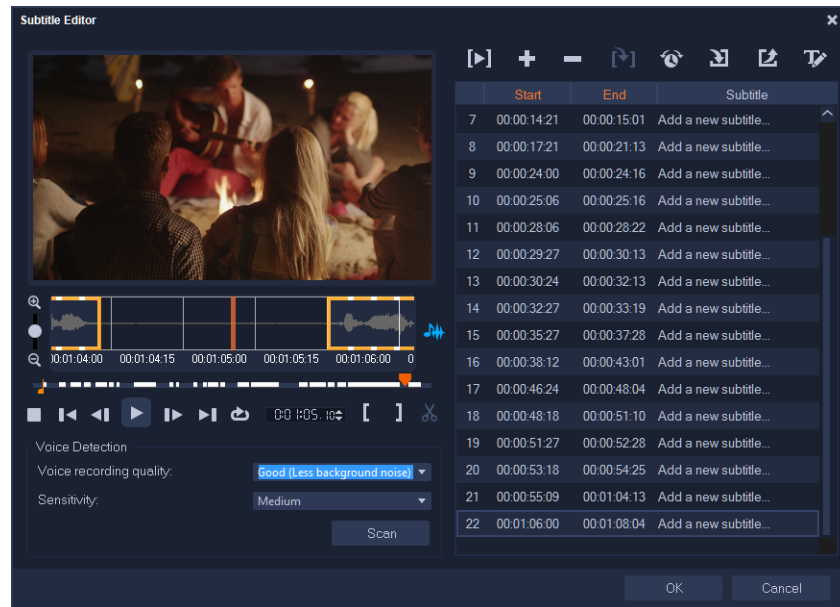 Subtitle Editor
Start End Subtitle
7 00:00:14:21 00:00:15:01 Add a new subtitle...
8 00:00:17:21 00:00:21:13 Add a new subtitle...
9 00:00:24:00 00:00:24:16 Add a new subtitle...
10 00:00:25:06 00:00:25:16 Add a new subtitle...
11 00:00:28:06 00:00:28:22 Add a new subtitle...
12 00:00:29:27 00:00:30:13 Add a new subtitle...
13 00:00:30:24 00:00:32:13 Add a new subtitle...
14 00:00:32:27 00:00:33:19 Add a new subtitle...
15 00:00:35:27 00:00:37:28 Add a new subtitle...
16 00:00:38:12 00:00:43:01 Add a new subtitle...
17 00:00:46:24 00:00:48:04 Add a new subtitle...
18 00:00:48:18 00:00:51:10 Add a new subtitle...
19 00:00:51:27 00:00:52:28 Add a new subtitle...
20 00:00:53:18 00:00:54:25 Add a new subtitle...
21 00:00:55:09 00:01:04:13 Add a new subtitle...
22 00:01:06:00 00:01:08:04 Add a new subtitle...
00:01:04:15 00:01:05:00 00:01:05:15 00:01:06:00 0
Voice Detection
Voice recording quality: Good (Less background noise)
Sensitivity: Medium
Scan
OK Cancel